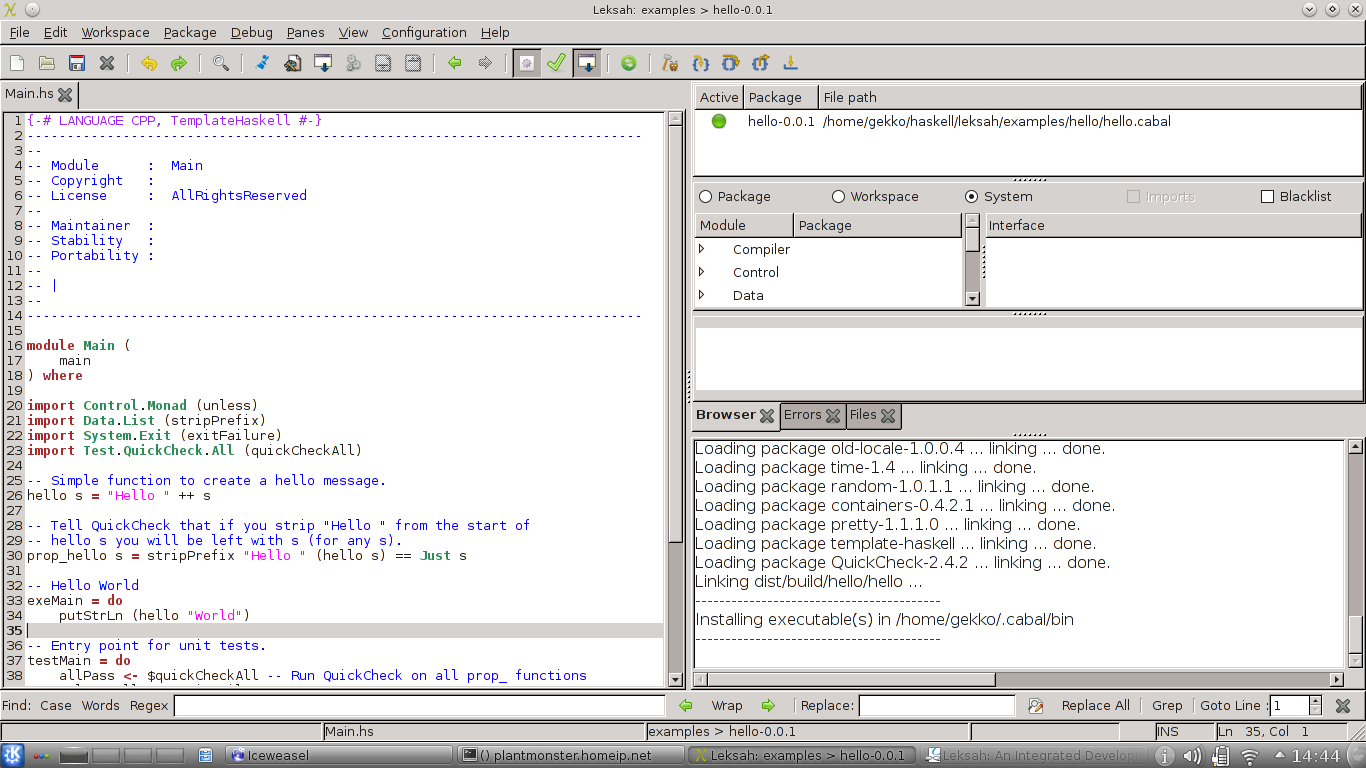 Leksah: examples > hello-0.0.1
File Edit Workspace Package Debug Panes View Configuration Help
Main.hs
1 {-# LANGUAGE CPP, TemplateHaskell #-}
2 -----------------------------------------------------------------------------
3 --
4 -- Module      :  Main
5 -- Copyright   :
6 -- License     :  AllRightsReserved
7 --
8 -- Maintainer  :
9 -- Stability   :
10 -- Portability :
11 --
12 -- |
13 --
14 -----------------------------------------------------------------------------
15
16 module Main (
17     main
18 ) where
19
20 import Control.Monad (unless)
21 import Data.List (stripPrefix)
22 import System.Exit (exitFailure)
23 import Test.QuickCheck.All (quickCheckAll)
24
25 -- Simple function to create a hello message.
26 hello s = "Hello " ++ s
27
28 -- Tell QuickCheck that if you strip "Hello " from the start of
29 -- hello s you will be left with s (for any s).
30 prop_hello s = stripPrefix "Hello " (hello s) == Just s
31
32 -- Hello World
33 exeMain = do
34     putStrLn (hello "World")
35
36 -- Entry point for unit tests.
37 testMain = do
38     allPass <- $quickCheckAll -- Run QuickCheck on all prop_ functions
Active Package File path
hello-0.0.1 /home/gekko/haskell/leksah/examples/hello/hello.cabal
Package Workspace System Imports Blacklist
Module Package Interface
Compiler
Control
Data
Browser Errors Files
Loading package old-locale-1.0.0.4 ... linking ... done.
Loading package time-1.4 ... linking ... done.
Loading package random-1.0.1.1 ... linking ... done.
Loading package containers-0.4.2.1 ... linking ... done.
Loading package pretty-1.1.1.0 ... linking ... done.
Loading package template-haskell ... linking ... done.
Loading package QuickCheck-2.4.2 ... linking ... done.
Linking dist/build/hello/hello ...
----------------------------------------
Installing executable(s) in /home/gekko/.cabal/bin
----------------------------------------
Find: Case Words Regex Wrap Replace: Replace All Grep Goto Line : 1
Main.hs examples > hello-0.0.1 INS Ln 35, Col 1
Iceweasel () plantmonster.homeip.net Leksah: examples > hello-0.0.1 Leksah: An Integrated Develop 14:44